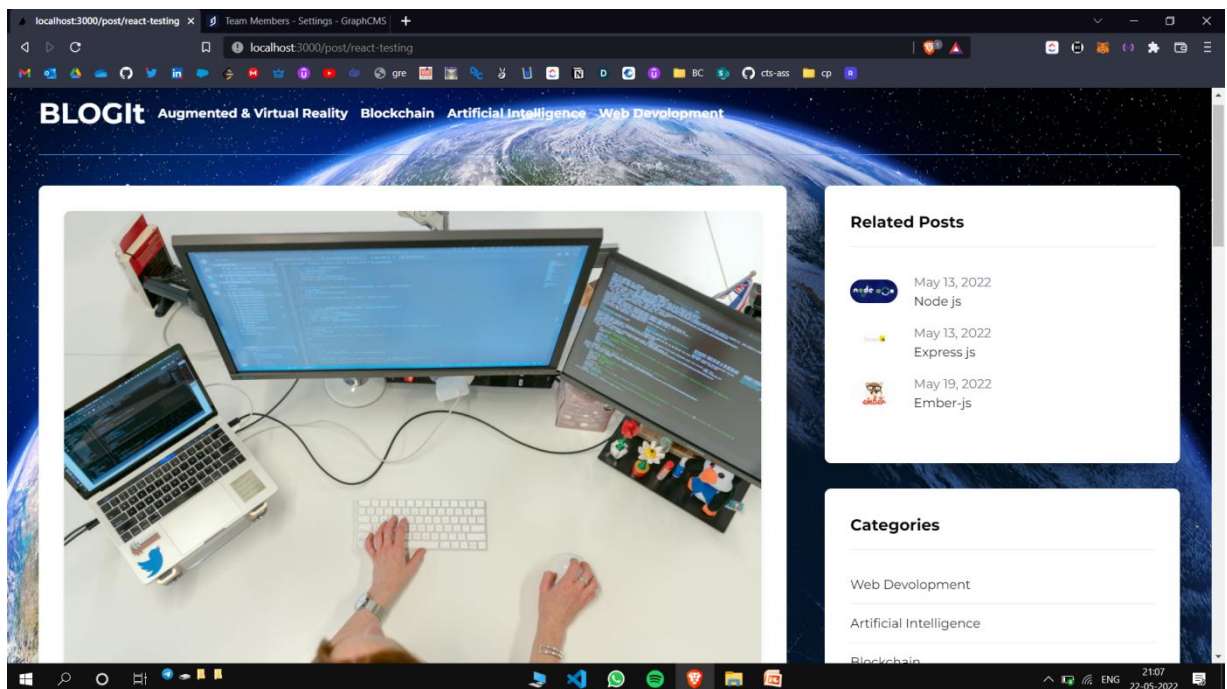 localhost:3000/post/react-testing
Team Members - Settings - GraphCMS
localhost:3000/post/react-testing
gre
BC
cts-ass
cp
BLOGIt
Augmented & Virtual Reality Blockchain Artificial Intelligence Web Devolopment
Related Posts
May 13, 2022
Node js
May 13, 2022
Express js
May 19, 2022
Ember-js
Categories
Web Devolopment
Artificial Intelligence
Blockchain
ENG
21:07
22-05-2022